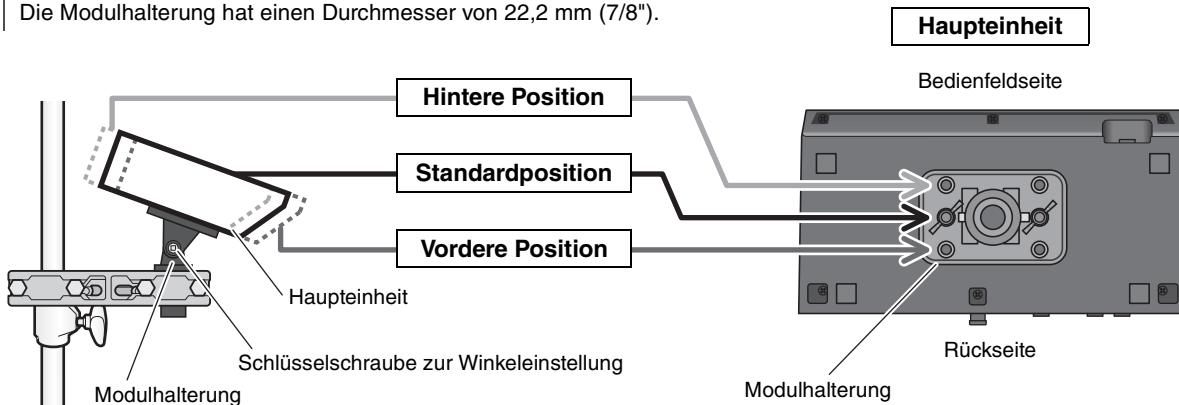 Die Modulhalterung hat einen Durchmesser von 22,2 mm (7/8").
Haupteinheit
Bedienfeldseite
Hintere Position
Standardposition
Vordere Position
Haupteinheit
Schlüsselschraube zur Winkeleinstellung
Modulhalterung
Rückseite
Modulhalterung